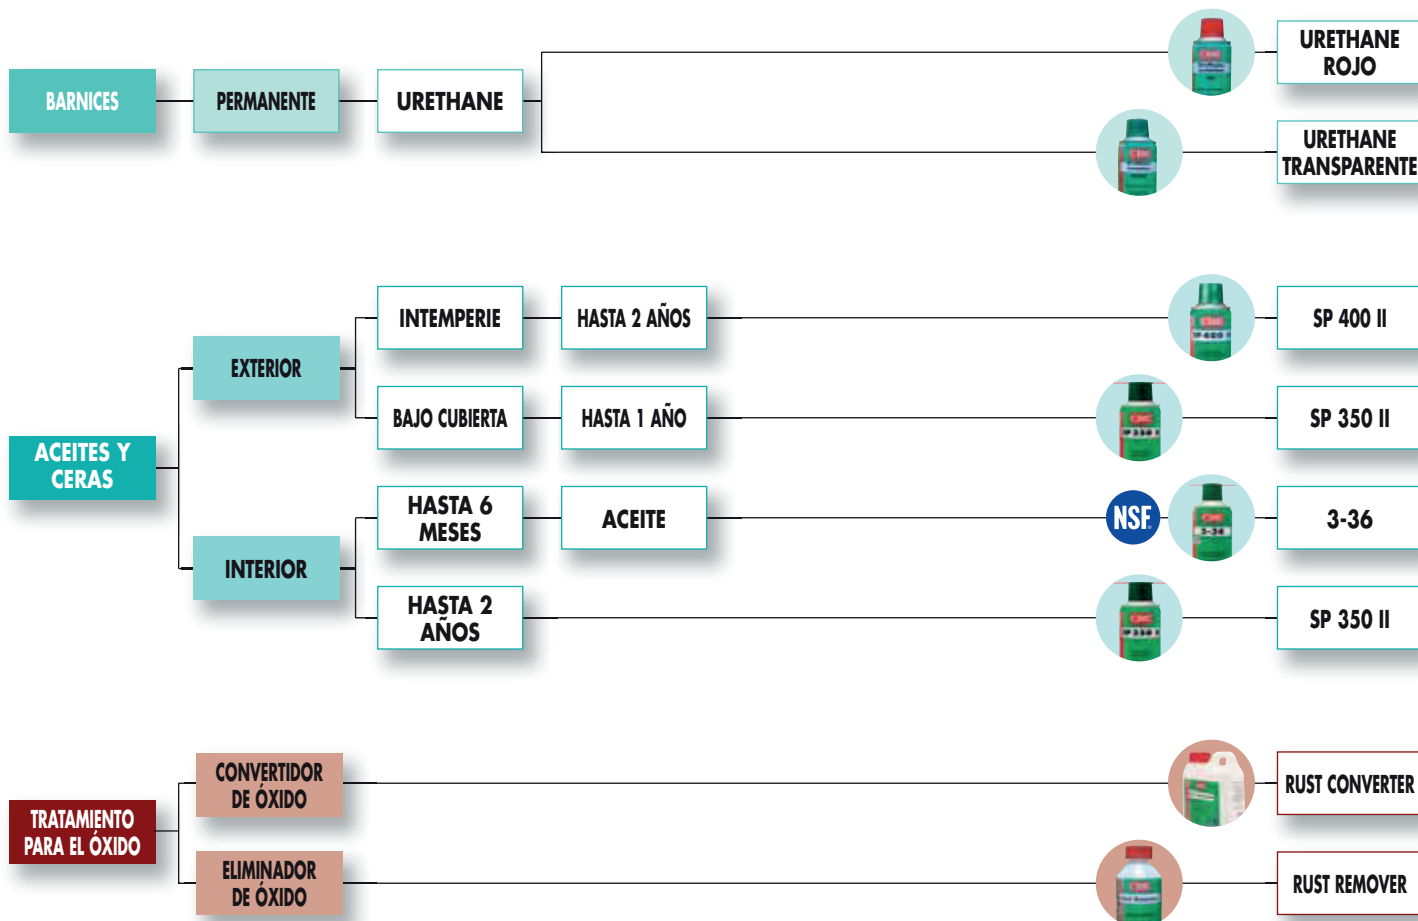 BARNICES
PERMANENTE
URETHANE
URETHANE
ROJO
URETHANE
TRANSPARENTE
ACEITES Y
CERAS
EXTERIOR
INTEMPERIE
HASTA 2 AÑOS
SP 400 II
BAJO CUBIERTA
HASTA 1 AÑO
SP 350 II
INTERIOR
HASTA 6
MESES
ACEITE
NSF
3-36
3-36
HASTA 2
AÑOS
SP 350 II
TRATAMIENTO
PARA EL ÓXIDO
CONVERTIDOR
DE ÓXIDO
RUST CONVERTER
ELIMINADOR
DE ÓXIDO
RUST REMOVER